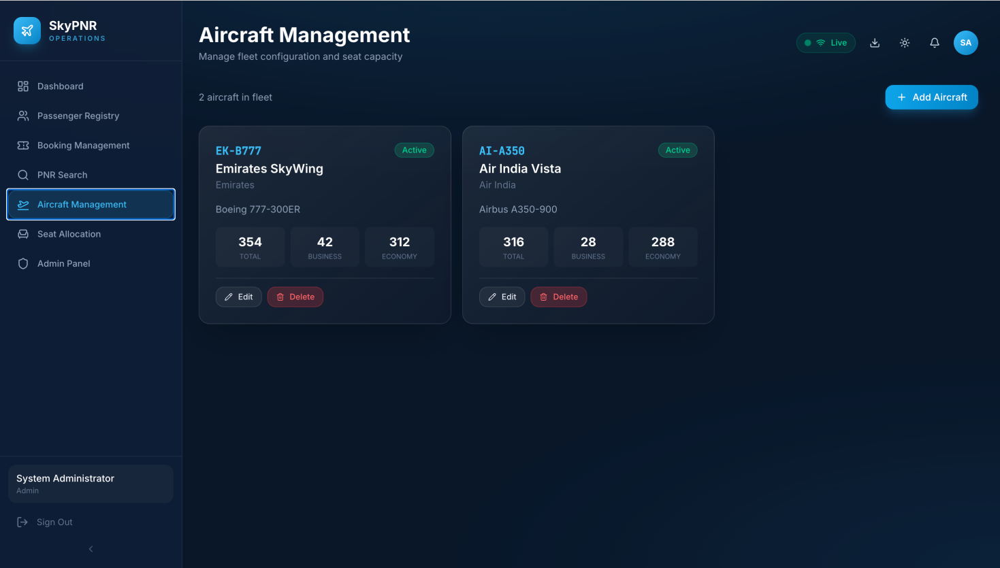 SkyPNR
OPERATIONS
Dashboard
Passenger Registry
Booking Management
PNR Search
Aircraft Management
Seat Allocation
Admin Panel
System Administrator
Admin
Sign Out
Aircraft Management
Manage fleet configuration and seat capacity
Live
SA
2 aircraft in fleet
Add Aircraft
EK-B777
Active
Emirates SkyWing
Emirates
Boeing 777-300ER
354 42 312
TOTAL BUSINESS ECONOMY
Edit Delete
AI-A350
Active
Air India Vista
Air India
Airbus A350-900
316 28 288
TOTAL BUSINESS ECONOMY
Edit Delete